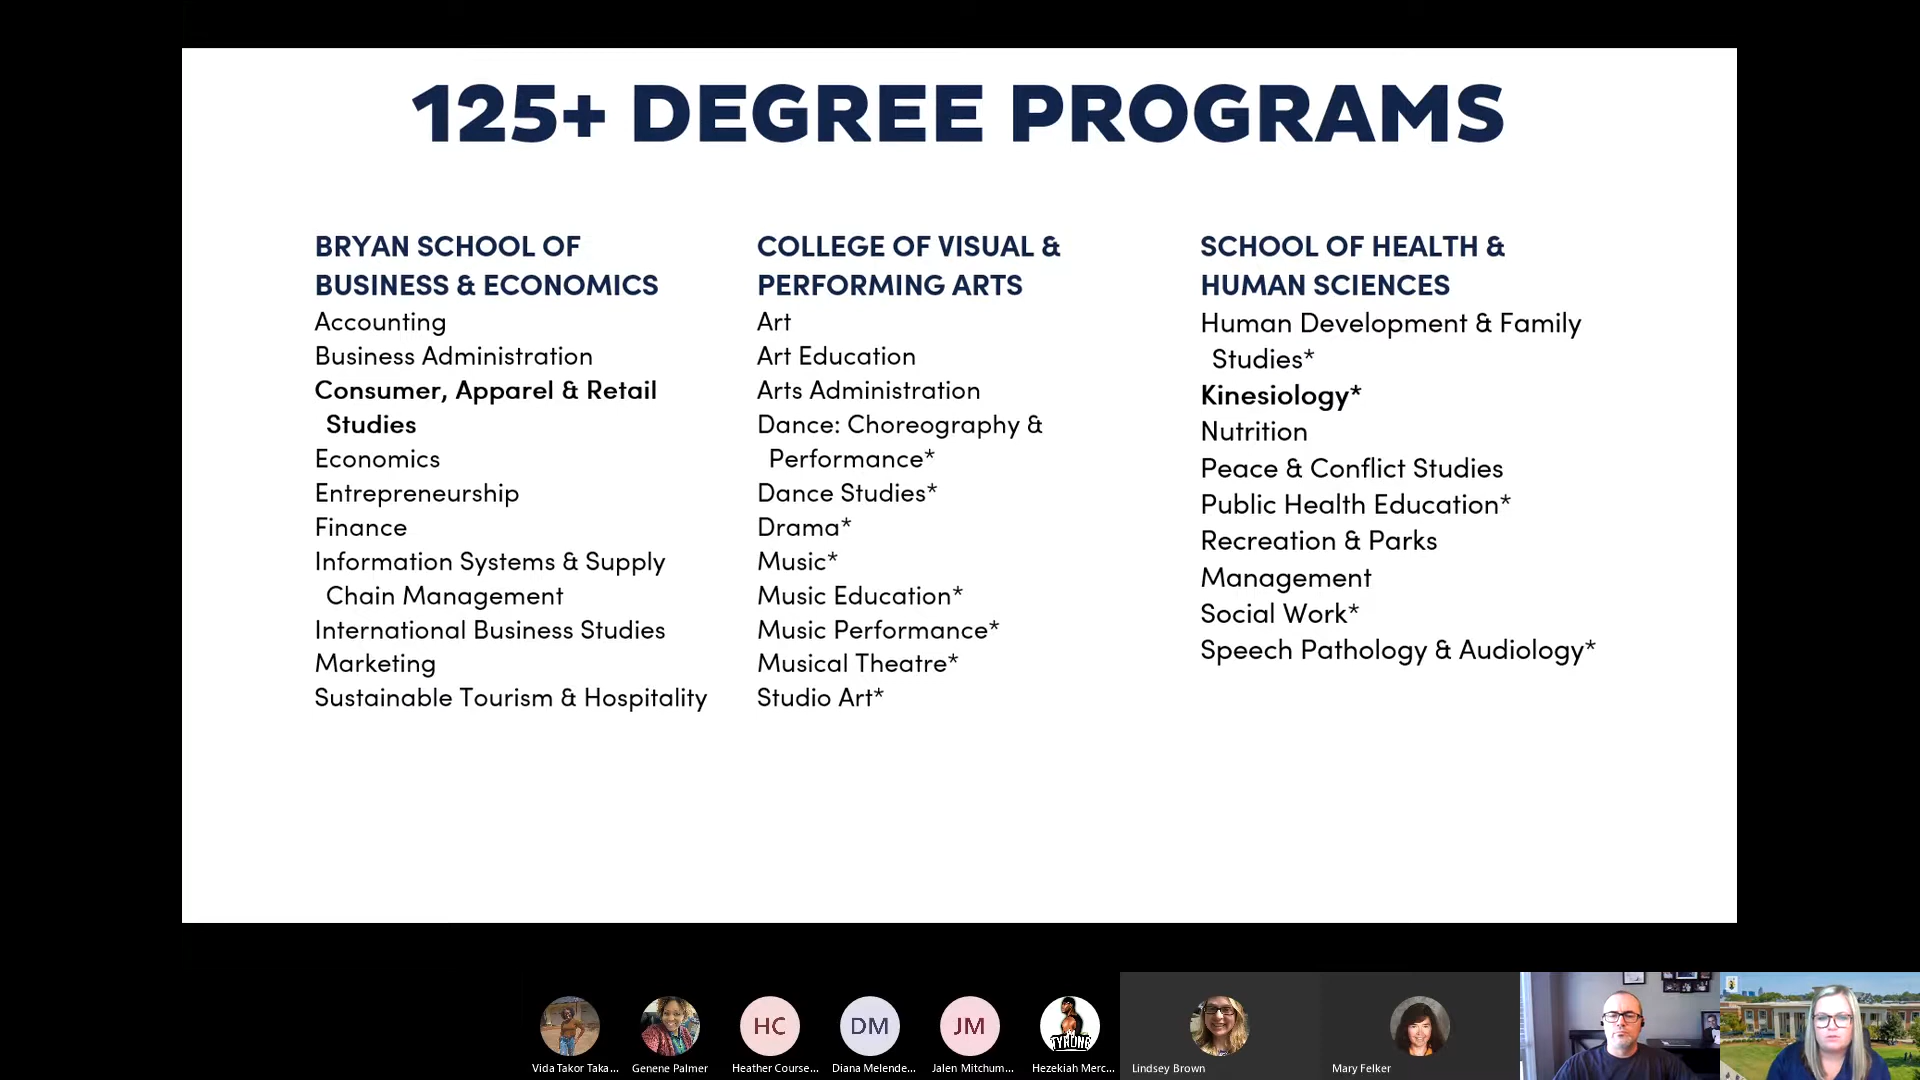 125+ DEGREE PROGRAMS
BRYAN SCHOOL OF
BUSINESS & ECONOMICS
Accounting
Business Administration
Consumer, Apparel & Retail
Studies
Economics
Entrepreneurship
Finance
Information Systems & Supply
Chain Management
International Business Studies
Marketing
Sustainable Tourism & Hospitality
COLLEGE OF VISUAL &
PERFORMING ARTS
Art
Art Education
Arts Administration
Dance: Choreography &
Performance*
Dance Studies*
Drama*
Music*
Music Education*
Music Performance*
Musical Theatre*
Studio Art*
SCHOOL OF HEALTH &
HUMAN SCIENCES
Human Development & Family
Studies*
Kinesiology*
Nutrition
Peace & Conflict Studies
Public Health Education*
Recreation & Parks
Management
Social Work*
Speech Pathology & Audiology*
HC
DM
JM
TYRONE
Vida Takor Taka...
Genene Palmer
Heather Course...
Diana Melende...
Jalen Mitchum...
Hezekiah Merc...
Lindsey Brown
Mary Felker